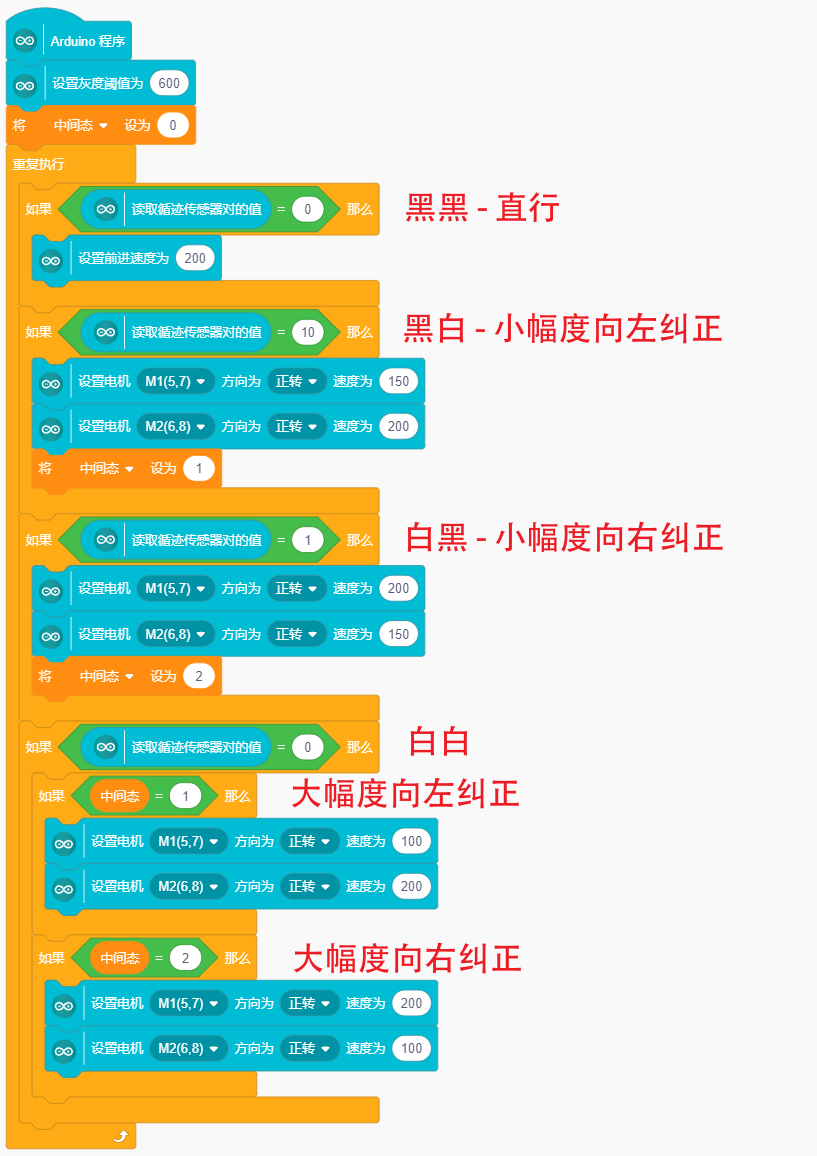 Arduino 程序
设置灰度阈值为 600
将 中间态 设为 0
重复执行
如果 读取循迹传感器对的值 = 0 那么 黑黑 - 直行
设置前进速度为 200
如果 读取循迹传感器对的值 = 10 那么 黑白 - 小幅度向左纠正
设置电机 M1(5,7) 方向为 正转 速度为 150
设置电机 M2(6,8) 方向为 正转 速度为 200
将 中间态 设为 1
如果 读取循迹传感器对的值 = 1 那么 白黑 - 小幅度向右纠正
设置电机 M1(5,7) 方向为 正转 速度为 200
设置电机 M2(6,8) 方向为 正转 速度为 150
将 中间态 设为 2
如果 读取循迹传感器对的值 = 0 那么 白白
如果 中间态 = 1 那么 大幅度向左纠正
设置电机 M1(5,7) 方向为 正转 速度为 100
设置电机 M2(6,8) 方向为 正转 速度为 200
如果 中间态 = 2 那么 大幅度向右纠正
设置电机 M1(5,7) 方向为 正转 速度为 200
设置电机 M2(6,8) 方向为 正转 速度为 100